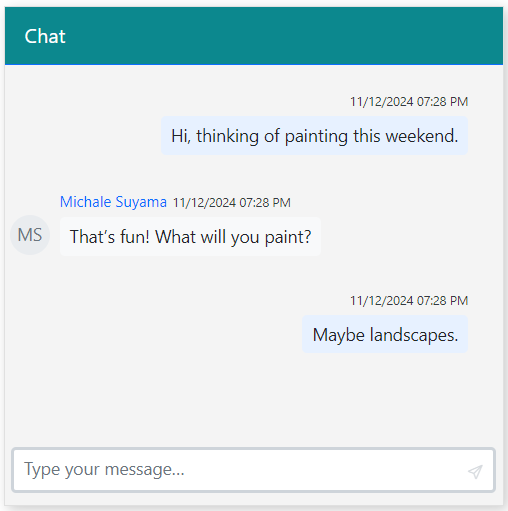 Chat
11/12/2024 07:28 PM
Hi, thinking of painting this weekend.
Michale Suyama 11/12/2024 07:28 PM
MS
That's fun! What will you paint?
11/12/2024 07:28 PM
Maybe landscapes.
Type your message...